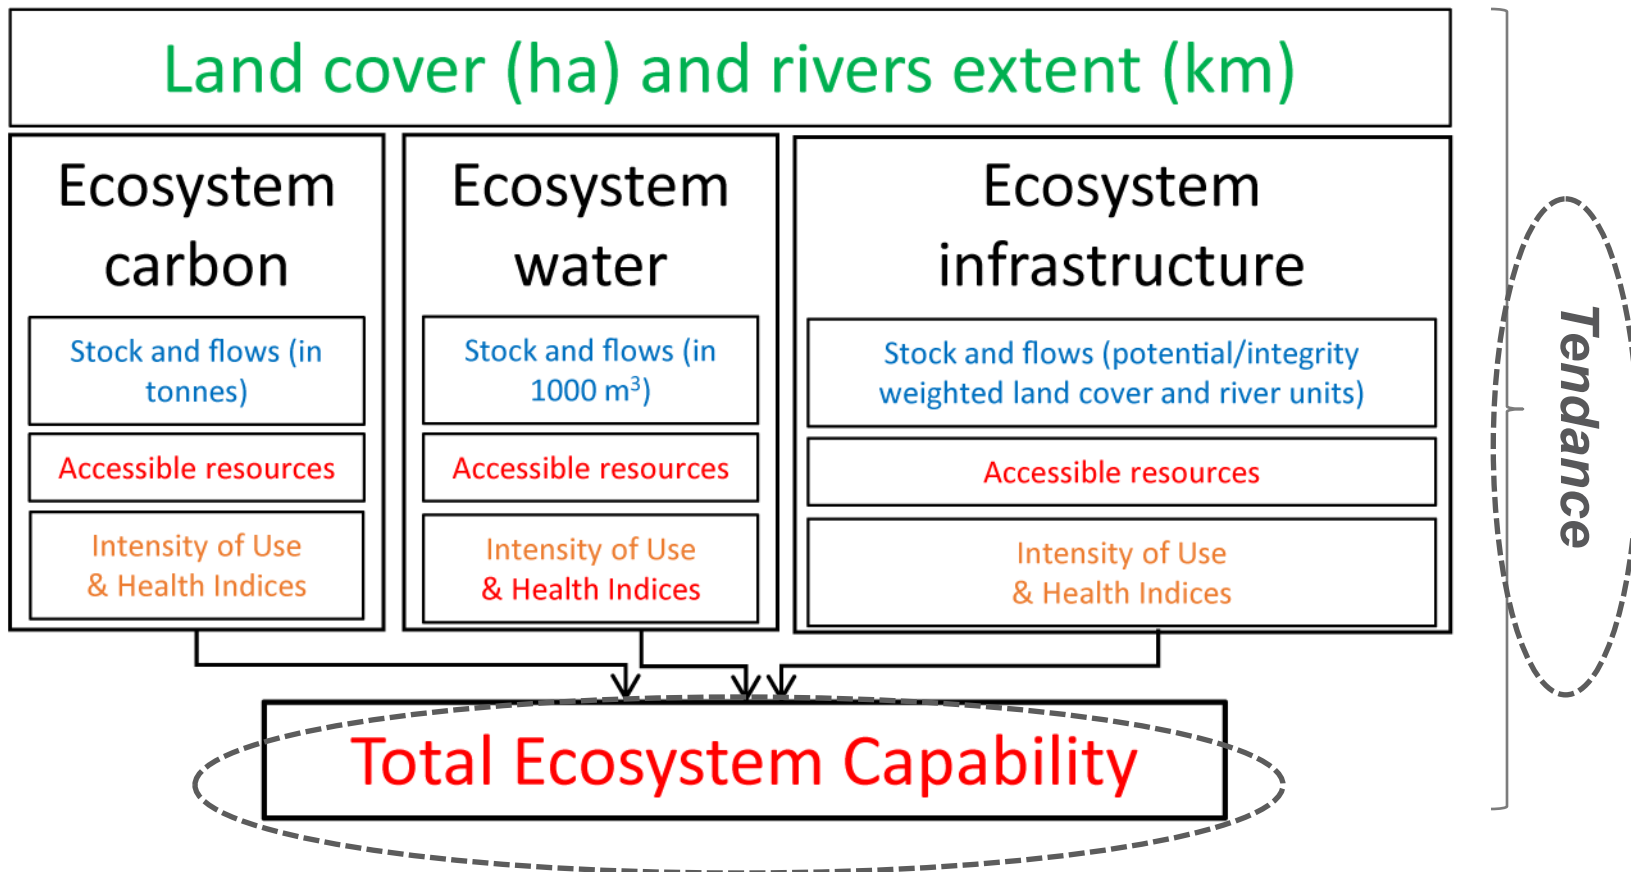 Land cover (ha) and rivers extent (km)
Ecosystem
carbon
Stock and flows (in
tonnes)
Accessible resources
Intensity of Use
& Health Indices
Ecosystem
water
Stock and flows (in
1000 m³)
Accessible resources
Intensity of Use
& Health Indices
Ecosystem
infrastructure
Stock and flows (potential/integrity
weighted land cover and river units)
Accessible resources
Intensity of Use
& Health Indices
Total Ecosystem Capability
Tendance